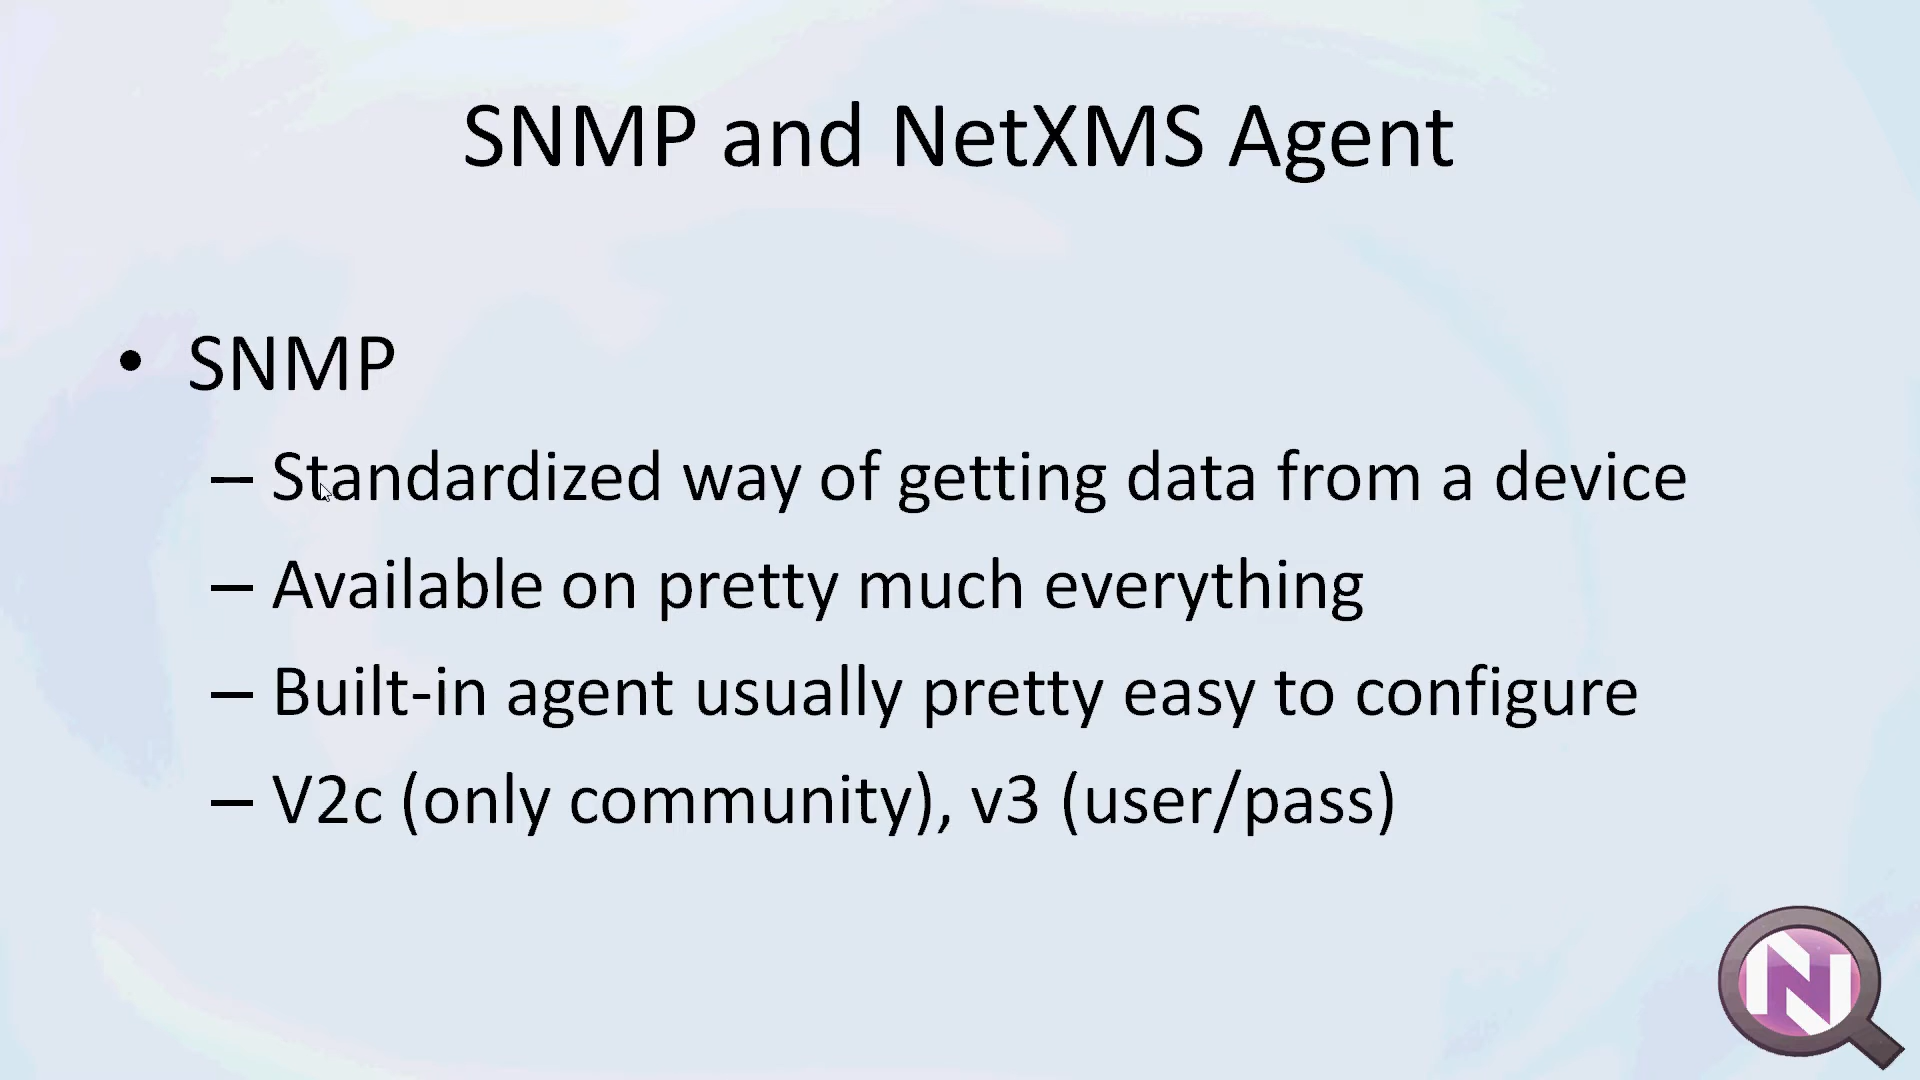 SNMP and NetXMS Agent
• SNMP
– Standardized way of getting data from a device
– Available on pretty much everything
– Built-in agent usually pretty easy to configure
– V2c (only community), v3 (user/pass)
N